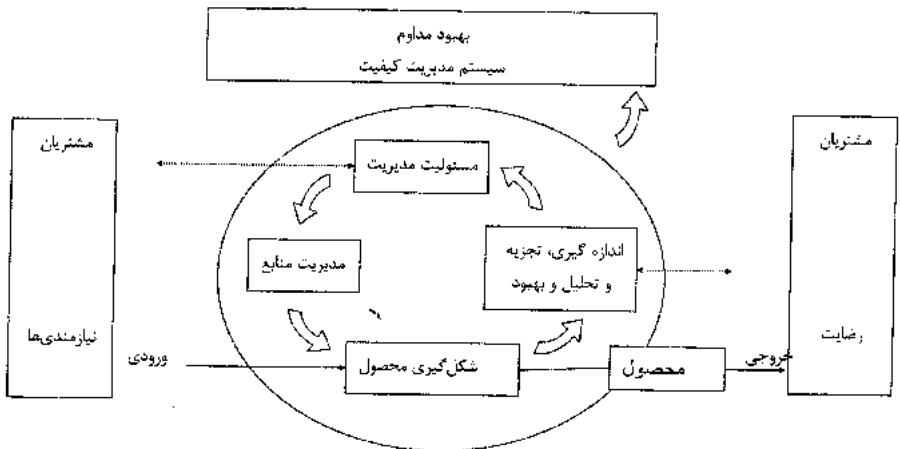 بهبود مداوم
سیستم مدیریت کیفیت
مشتریان
مشتریان
مسئولیت مدیریت
اندازه گیری، تجزیه
و تحلیل و بهبود
مدیریت منابع
نیازمندی‌ها
رضایت
ورودی
شکل‌گیری محصول
محصول
خروجی